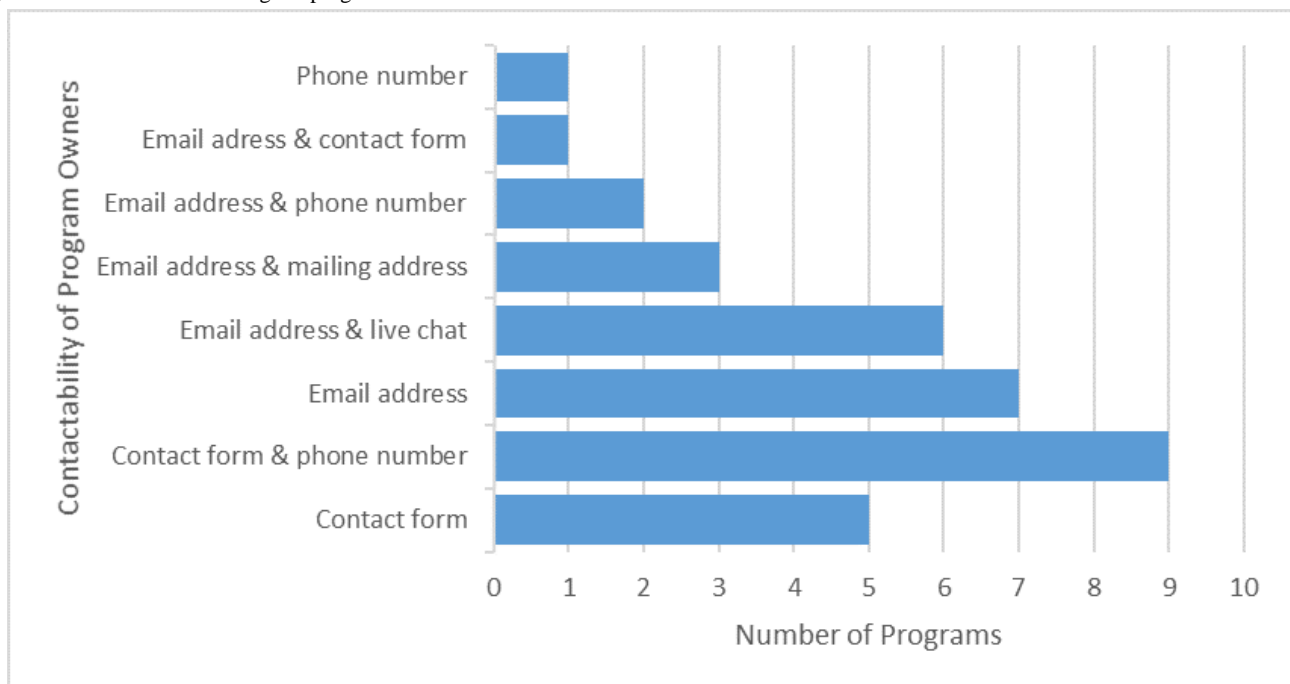 Phone number
Email adress & contact form
Email address & phone number
Email address & mailing address
Email address & live chat
Email address
Contact form & phone number
Contact form
Contactability of Program Owners
0 1 2 3 4 5 6 7 8 9 10
Number of Programs